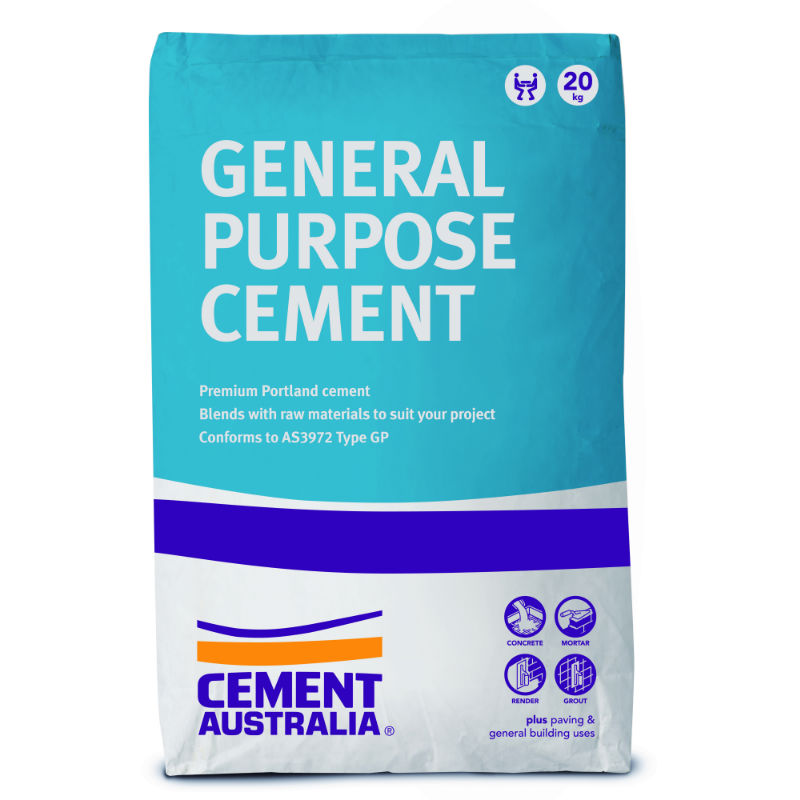 20
kg
GENERAL
PURPOSE
CEMENT
Premium Portland cement
Blends with raw materials to suit your project
Conforms to AS3972 Type GP
CONCRETE MORTAR
RENDER GROUT
plus paving &
general building uses
CEMENT
AUSTRALIA®